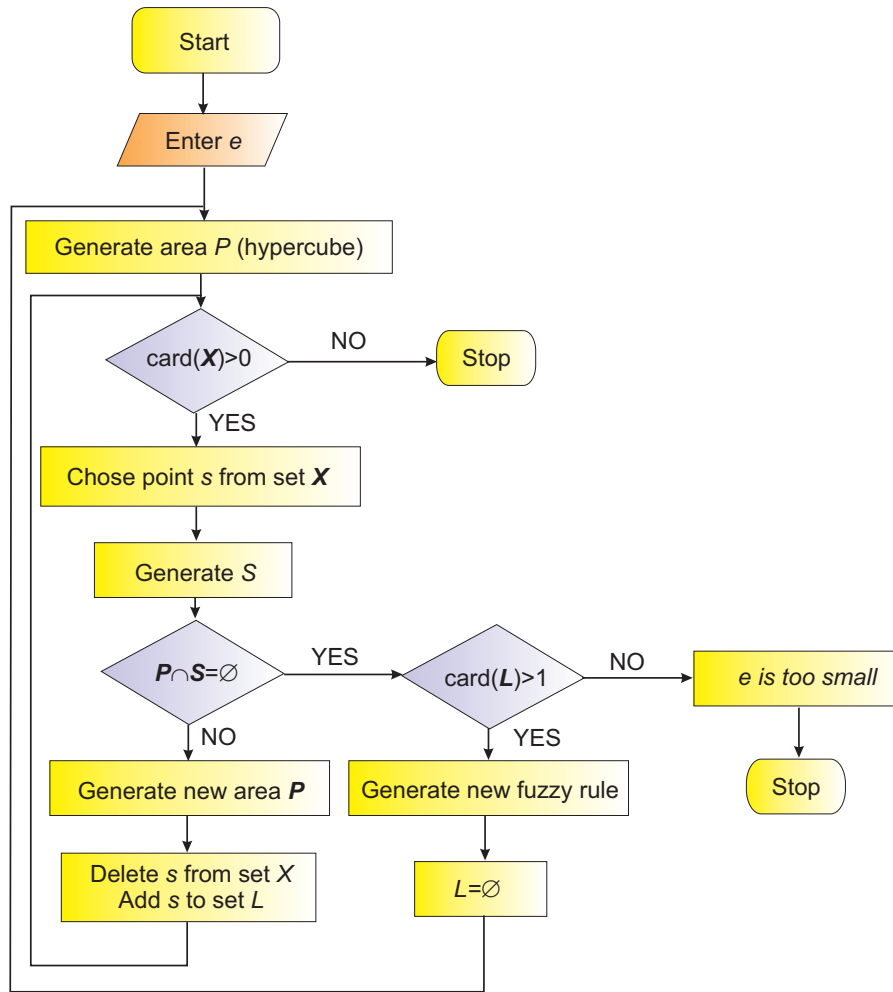 Start
Enter e
Generate area P (hypercube)
card(X)>0
NO
Stop
YES
Chose point s from set X
Generate S
P∩S=∅
YES
card(L)>1
NO
e is too small
NO
YES
Generate new area P
Generate new fuzzy rule
Stop
Delete s from set X
Add s to set L
L=∅